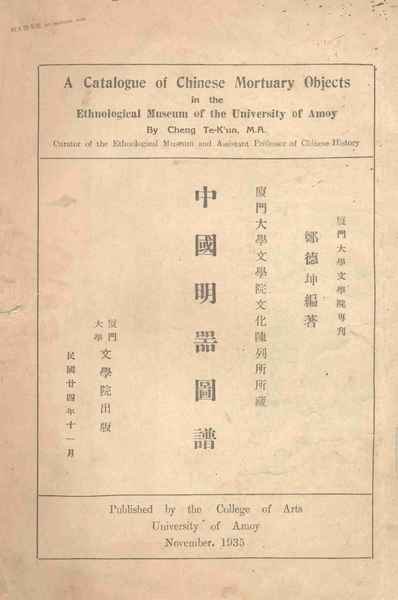 A Catalogue of Chinese Mortuary Objects
in the
Ethnological Museum of the University of Amoy
By Cheng Te-K'un, M.A.
Curator of the Ethnological Museum and Assistant Professor of Chinese History
廈門大學文學院專刊
鄭德坤編著
廈門大學文學院文化陳列所所藏
中國明器圖譜
廈門大學文學院出版
民國廿四年十一月
Published by the College of Arts
University of Amoy
November, 1935